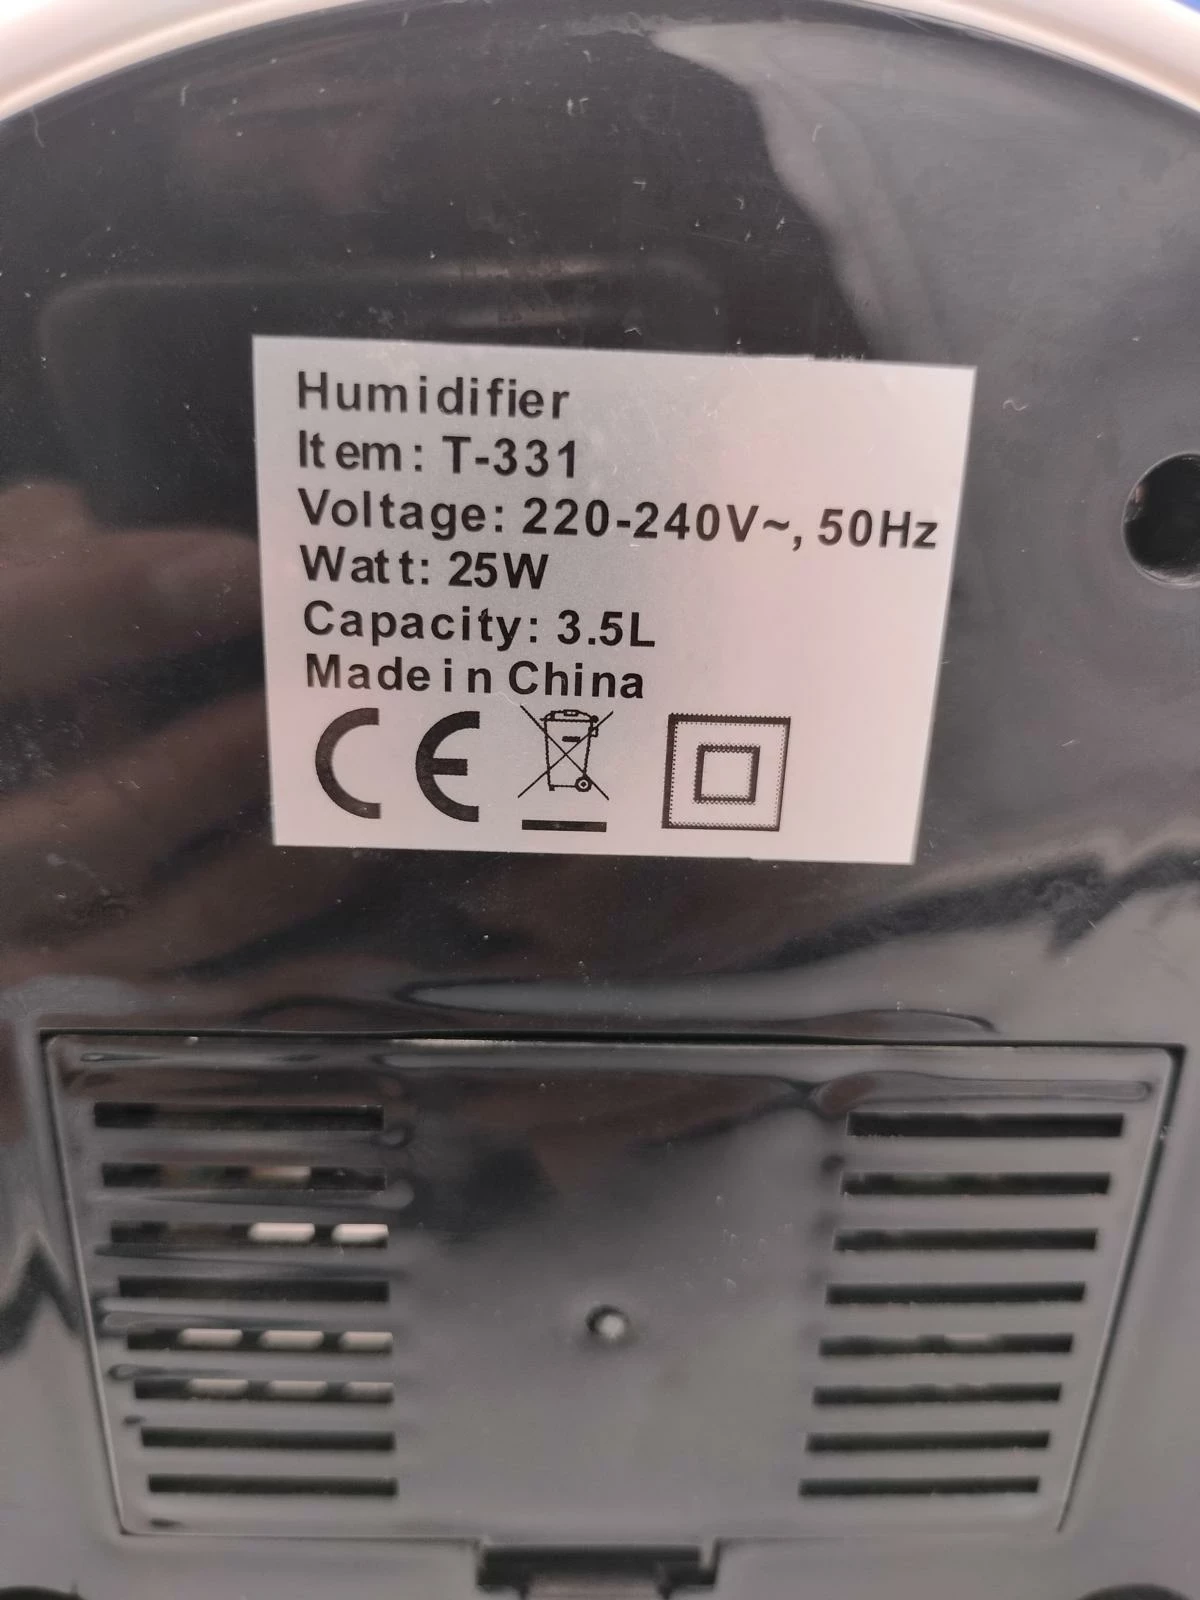 Humidifier
Item: T-331
Voltage: 220-240V~, 50Hz
Watt: 25W
Capacity: 3.5L
Made in China
CE